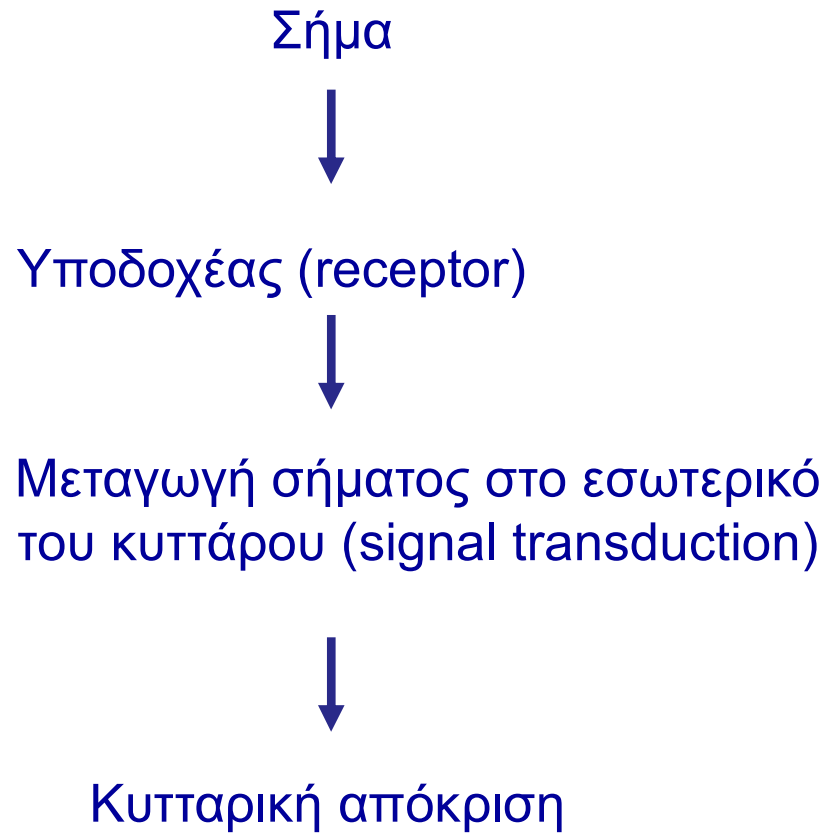 Σήμα
Υποδοχέας (receptor)
Μεταγωγή σήματος στο εσωτερικό
του κυττάρου (signal transduction)
Κυτταρική απόκριση